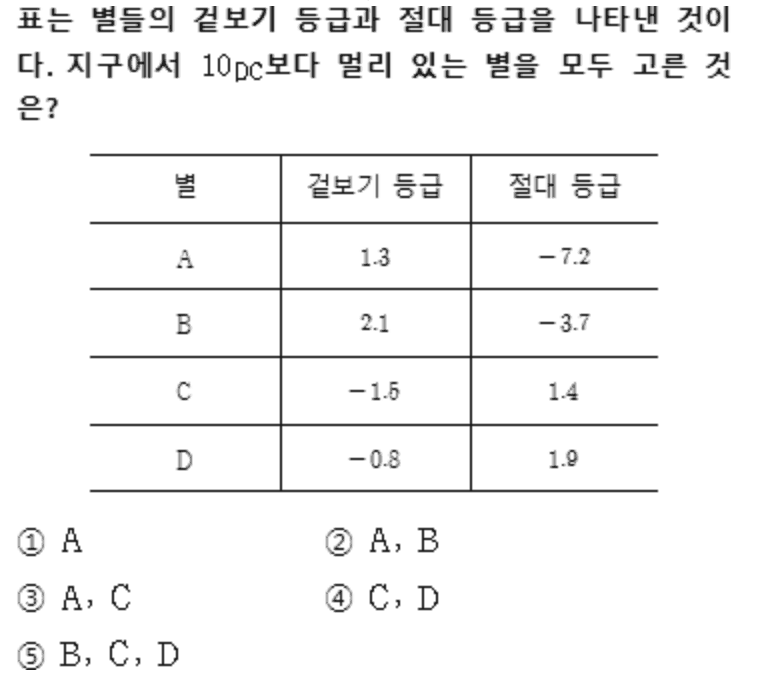 표는 별들의 겉보기 등급과 절대 등급을 나타낸 것이
다. 지구에서 10pc보다 멀리 있는 별을 모두 고른 것
은?
별 겉보기 등급 절대 등급
A 1.3 −7.2
B 2.1 −3.7
C −1.5 1.4
D −0.8 1.9
① A ② A, B
③ A, C ④ C, D
⑤ B, C, D